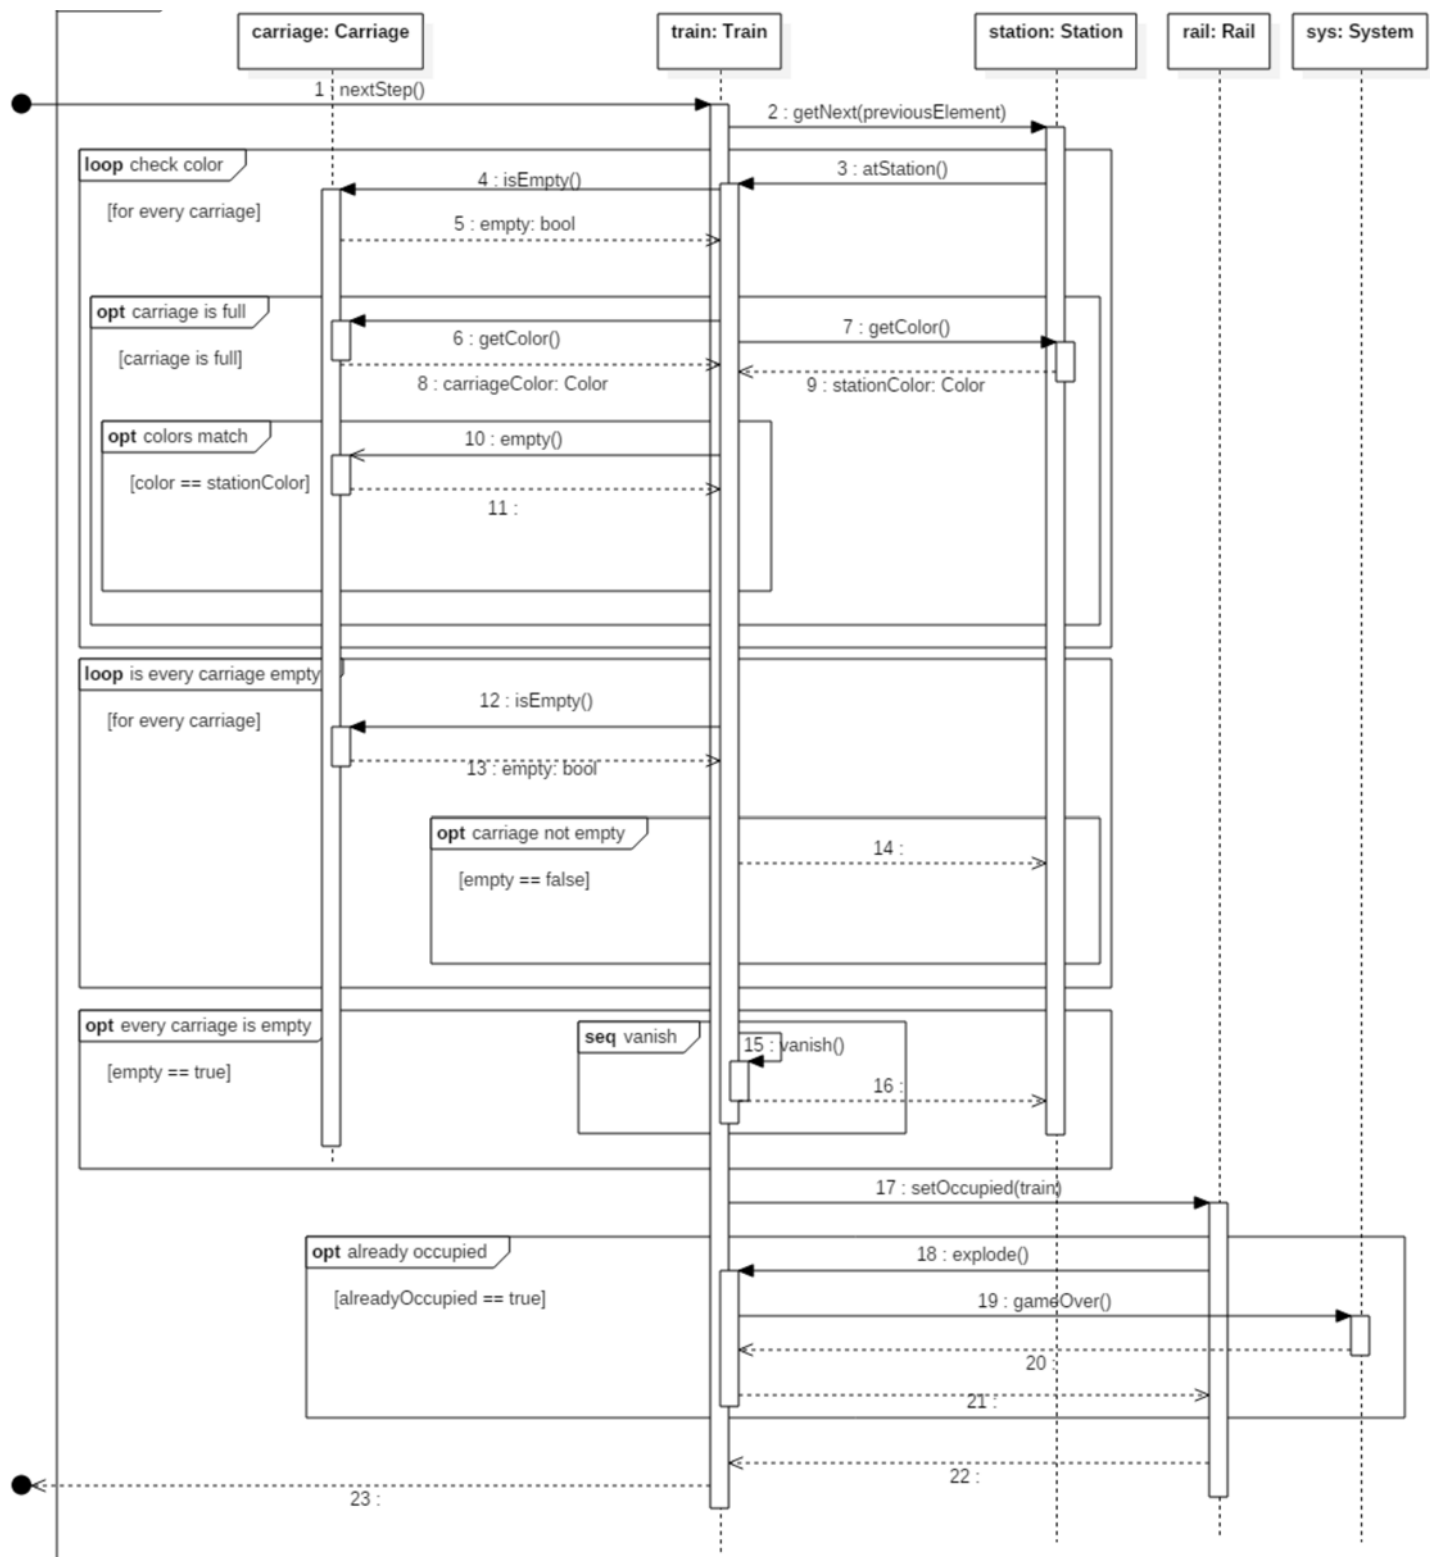 carriage: Carriage
train: Train
station: Station
rail: Rail
sys: System
1 : nextStep()
2 : getNext(previousElement)
loop check color
3 : atStation()
4 : isEmpty()
[for every carriage]
5 : empty: bool
opt carriage is full
7 : getColor()
6 : getColor()
[carriage is full]
8 : carriageColor: Color
9 : stationColor: Color
opt colors match
10 : empty()
[color == stationColor]
11 :
loop is every carriage empty
12 : isEmpty()
[for every carriage]
13 : empty: bool
opt carriage not empty
14 :
[empty == false]
opt every carriage is empty
seq vanish
15 : vanish()
[empty == true]
16 :
17 : setOccupied(train)
opt already occupied
18 : explode()
[alreadyOccupied == true]
19 : gameOver()
20 :
21 :
22 :
23 :